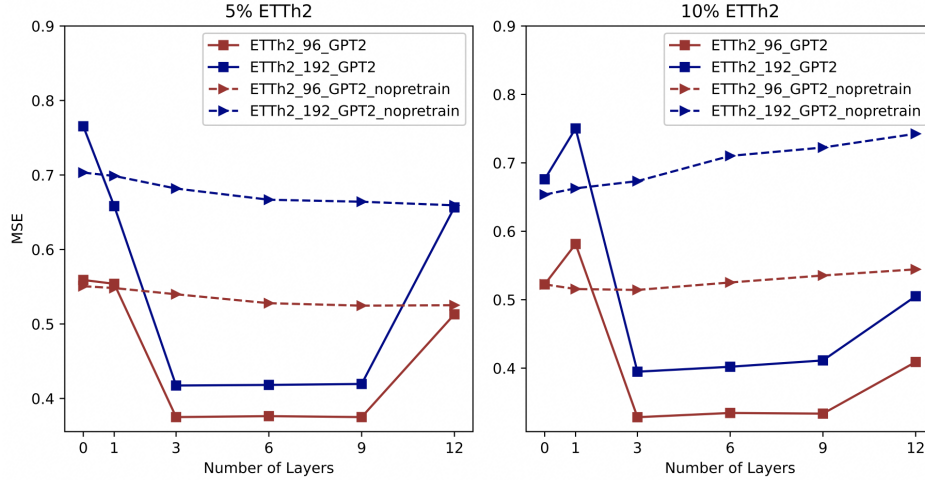 5% ETTh2
0.9
0.8
0.7
0.6
0.5
0.4
MSE
ETTh2_96_GPT2
ETTh2_192_GPT2
ETTh2_96_GPT2_nopretrain
ETTh2_192_GPT2_nopretrain
0 1 3 6 9 12
Number of Layers
10% ETTh2
0.9
0.8
0.7
0.6
0.5
0.4
ETTh2_96_GPT2
ETTh2_192_GPT2
ETTh2_96_GPT2_nopretrain
ETTh2_192_GPT2_nopretrain
0 1 3 6 9 12
Number of Layers